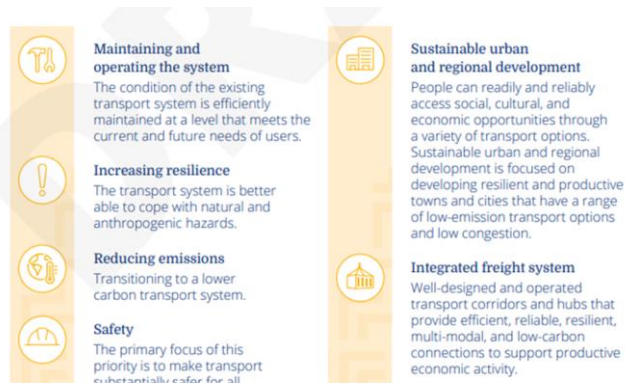 Maintaining and
operating the system
The condition of the existing
transport system is efficiently
maintained at a level that meets the
current and future needs of users.
Increasing resilience
The transport system is better
able to cope with natural and
anthropogenic hazards.
Reducing emissions
Transitioning to a lower
carbon transport system.
Safety
The primary focus of this
priority is to make transport
substantially safer for all
Sustainable urban
and regional development
People can readily and reliably
access social, cultural, and
economic opportunities through
a variety of transport options.
Sustainable urban and regional
development is focused on
developing resilient and productive
towns and cities that have a range
of low-emission transport options
and low congestion.
Integrated freight system
Well-designed and operated
transport corridors and hubs that
provide efficient, reliable, resilient,
multi-modal, and low-carbon
connections to support productive
economic activity.